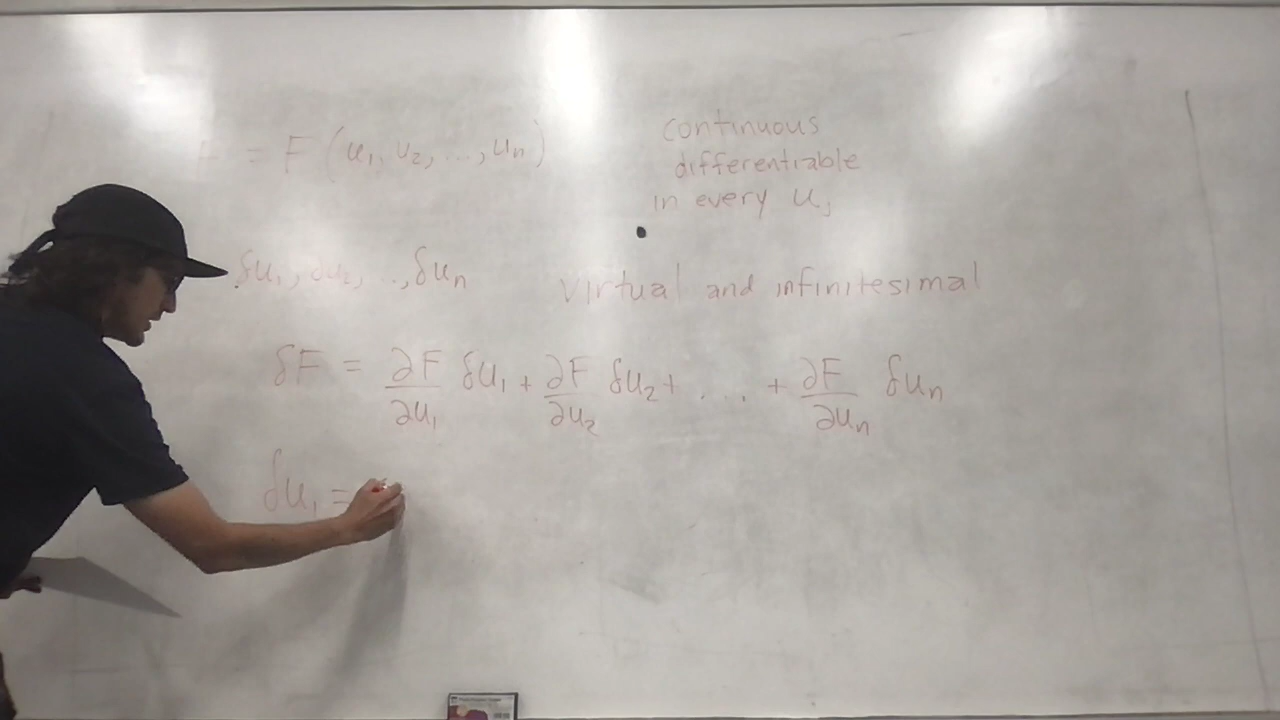 = F (u₁, u₂, ..., uₙ)
continuous
differentiable
in every uⱼ
δu₁, δu₂, ..., δuₙ virtual and infinitesimal
δF = ∂F/∂u₁ δu₁ + ∂F/∂u₂ δu₂ + .... + ∂F/∂uₙ δuₙ
δu₁ =